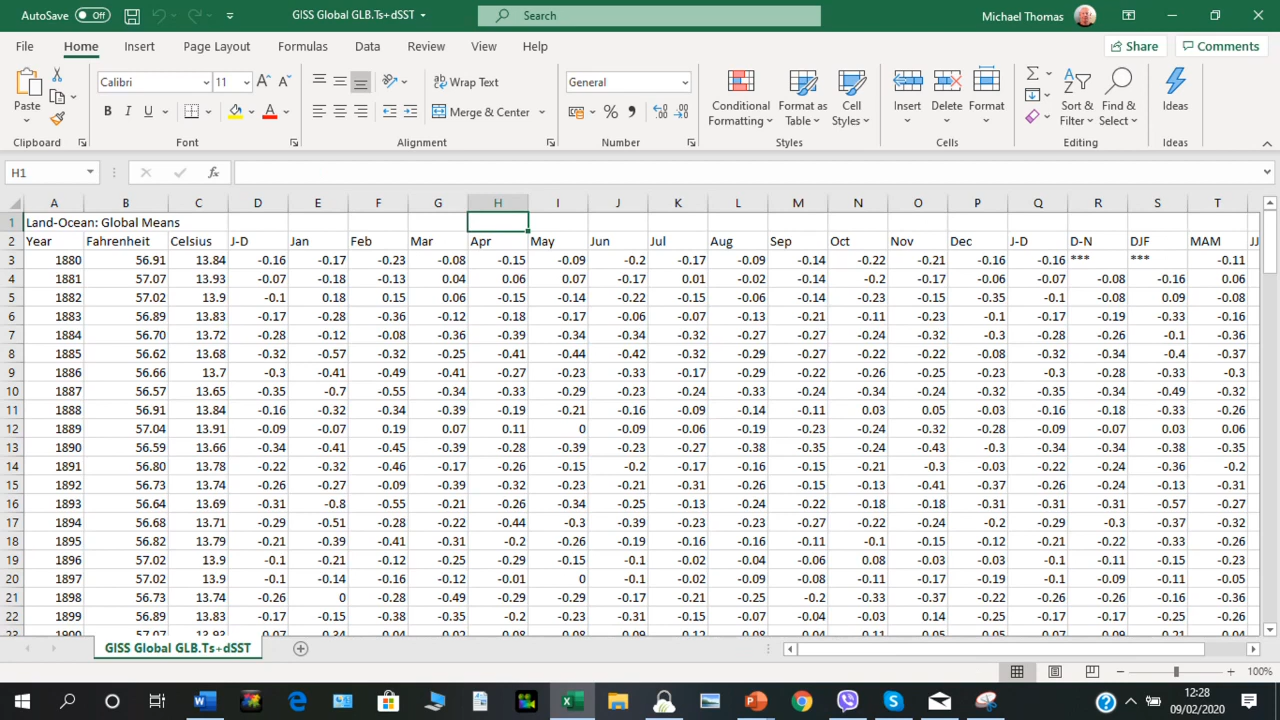 AutoSave Off GISS Global GLB.Ts+dSST Search Michael Thomas
File Home Insert Page Layout Formulas Data Review View Help Share Comments
Paste Calibri 11 A A Wrap Text General Conditional Formatting Format as Table Cell Styles Insert Delete Format Sort & Filter Find & Select Ideas
B I U A Merge & Center %
Clipboard Font Alignment Number Styles Cells Editing Ideas
H1 fx
A B C D E F G H I J K L M N O P Q R S T
1 Land-Ocean: Global Means
2 Year Fahrenheit Celsius J-D Jan Feb Mar Apr May Jun Jul Aug Sep Oct Nov Dec J-D D-N DJF MAM JJ
3 1880 56.91 13.84 -0.16 -0.17 -0.23 -0.08 -0.15 -0.09 -0.2 -0.17 -0.09 -0.14 -0.22 -0.21 -0.16 -0.16 *** *** -0.11
4 1881 57.07 13.93 -0.07 -0.18 -0.13 0.04 0.06 0.07 -0.17 0.01 -0.02 -0.14 -0.2 -0.17 -0.06 -0.07 -0.08 -0.16 0.06
5 1882 57.02 13.9 -0.1 0.18 0.15 0.06 -0.15 -0.14 -0.22 -0.15 -0.06 -0.14 -0.23 -0.15 -0.35 -0.1 -0.08 0.09 -0.08
6 1883 56.89 13.83 -0.17 -0.28 -0.36 -0.12 -0.18 -0.17 -0.06 -0.07 -0.13 -0.21 -0.11 -0.23 -0.1 -0.17 -0.19 -0.33 -0.16
7 1884 56.70 13.72 -0.28 -0.12 -0.08 -0.36 -0.39 -0.34 -0.34 -0.32 -0.27 -0.27 -0.24 -0.32 -0.3 -0.28 -0.26 -0.1 -0.36
8 1885 56.62 13.68 -0.32 -0.57 -0.32 -0.25 -0.41 -0.44 -0.42 -0.32 -0.29 -0.27 -0.22 -0.22 -0.08 -0.32 -0.34 -0.4 -0.37
9 1886 56.66 13.7 -0.3 -0.41 -0.49 -0.41 -0.27 -0.23 -0.33 -0.17 -0.29 -0.22 -0.26 -0.25 -0.23 -0.3 -0.28 -0.33 -0.3
10 1887 56.57 13.65 -0.35 -0.7 -0.55 -0.34 -0.33 -0.29 -0.23 -0.24 -0.33 -0.24 -0.34 -0.24 -0.32 -0.35 -0.34 -0.49 -0.32
11 1888 56.91 13.84 -0.16 -0.32 -0.34 -0.39 -0.19 -0.21 -0.16 -0.09 -0.14 -0.11 0.03 0.05 -0.03 -0.16 -0.18 -0.33 -0.26
12 1889 57.04 13.91 -0.09 -0.07 0.19 0.07 0.11 0 -0.09 -0.06 -0.19 -0.23 -0.24 -0.32 -0.28 -0.09 -0.07 0.03 0.06
13 1890 56.59 13.66 -0.34 -0.41 -0.45 -0.39 -0.28 -0.39 -0.23 -0.27 -0.38 -0.35 -0.24 -0.43 -0.3 -0.34 -0.34 -0.38 -0.35
14 1891 56.80 13.78 -0.22 -0.32 -0.46 -0.17 -0.26 -0.15 -0.2 -0.17 -0.16 -0.15 -0.21 -0.3 -0.03 -0.22 -0.24 -0.36 -0.2
15 1892 56.73 13.74 -0.26 -0.27 -0.09 -0.39 -0.32 -0.23 -0.21 -0.31 -0.26 -0.15 -0.13 -0.41 -0.37 -0.26 -0.24 -0.13 -0.31
16 1893 56.64 13.69 -0.31 -0.8 -0.55 -0.21 -0.26 -0.34 -0.25 -0.13 -0.24 -0.22 -0.18 -0.18 -0.31 -0.31 -0.31 -0.57 -0.27
17 1894 56.68 13.71 -0.29 -0.51 -0.28 -0.22 -0.44 -0.3 -0.39 -0.23 -0.23 -0.27 -0.22 -0.24 -0.2 -0.29 -0.3 -0.37 -0.32
18 1895 56.82 13.79 -0.21 -0.39 -0.41 -0.31 -0.2 -0.26 -0.19 -0.16 -0.16 -0.11 -0.1 -0.15 -0.12 -0.21 -0.22 -0.33 -0.26
19 1896 57.02 13.9 -0.1 -0.21 -0.12 -0.25 -0.29 -0.15 -0.11 -0.02 -0.04 -0.06 0.08 -0.03 -0.03 -0.1 -0.11 -0.15 -0.23
20 1897 57.02 13.9 -0.1 -0.14 -0.16 -0.12 -0.01 0 -0.1 -0.02 -0.09 -0.08 -0.11 -0.17 -0.19 -0.1 -0.09 -0.11 -0.05
21 1898 56.73 13.74 -0.26 0 -0.28 -0.49 -0.29 -0.29 -0.17 -0.21 -0.25 -0.2 -0.33 -0.37 -0.22 -0.26 -0.26 -0.16 -0.36
22 1899 56.89 13.83 -0.17 -0.15 -0.38 -0.35 -0.2 -0.26 -0.31 -0.15 -0.07 -0.04 -0.03 0.14 -0.25 -0.17 -0.17 -0.25 -0.26
GISS Global GLB.Ts+dSST
100%
12:28
09/02/2020